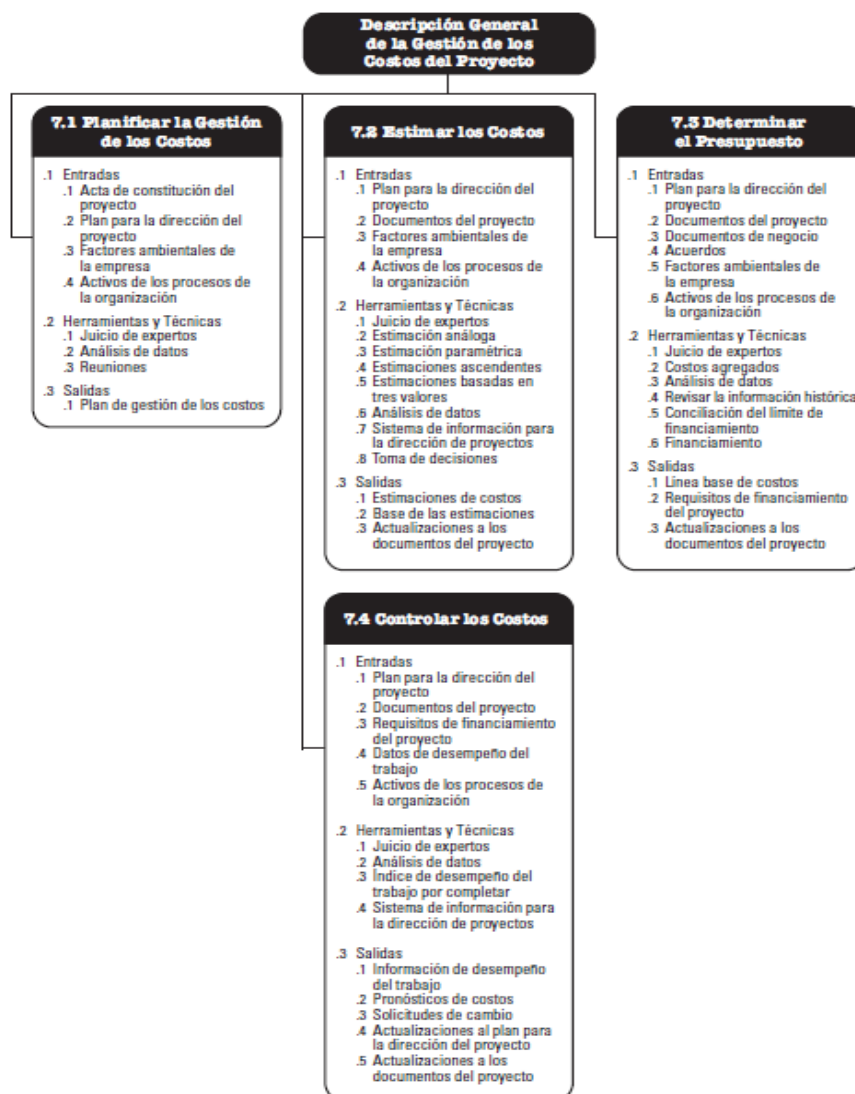 Descripción General
de la Gestión de los
Costos del Proyecto
7.1 Planificar la Gestión
de los Costos
.1 Entradas
.1 Acta de constitución del
proyecto
.2 Plan para la dirección del
proyecto
.3 Factores ambientales de
la empresa
.4 Activos de los procesos de
la organización
.2 Herramientas y Técnicas
.1 Juicio de expertos
.2 Análisis de datos
.3 Reuniones
.3 Salidas
.1 Plan de gestión de los costos
7.2 Estimar los Costos
.1 Entradas
.1 Plan para la dirección del
proyecto
.2 Documentos del proyecto
.3 Factores ambientales de
la empresa
.4 Activos de los procesos de
la organización
.2 Herramientas y Técnicas
.1 Juicio de expertos
.2 Estimación análoga
.3 Estimación paramétrica
.4 Estimaciones ascendentes
.5 Estimaciones basadas en
tres valores
.6 Análisis de datos
.7 Sistema de información para
la dirección de proyectos
.8 Toma de decisiones
.3 Salidas
.1 Estimaciones de costos
.2 Base de las estimaciones
.3 Actualizaciones a los
documentos del proyecto
7.3 Determinar
el Presupuesto
.1 Entradas
.1 Plan para la dirección del
proyecto
.2 Documentos del proyecto
.3 Documentos de negocio
.4 Acuerdos
.5 Factores ambientales de
la empresa
.6 Activos de los procesos de
la organización
.2 Herramientas y Técnicas
.1 Juicio de expertos
.2 Costos agregados
.3 Análisis de datos
.4 Revisar la información histórica
.5 Conciliación del límite de
financiamiento
.6 Financiamiento
.3 Salidas
.1 Línea base de costos
.2 Requisitos de financiamiento
del proyecto
.3 Actualizaciones a los
documentos del proyecto
7.4 Controlar los Costos
.1 Entradas
.1 Plan para la dirección del
proyecto
.2 Documentos del proyecto
.3 Requisitos de financiamiento
del proyecto
.4 Datos de desempeño del
trabajo
.5 Activos de los procesos de
la organización
.2 Herramientas y Técnicas
.1 Juicio de expertos
.2 Análisis de datos
.3 Índice de desempeño del
trabajo por completar
.4 Sistema de información para
la dirección de proyectos
.3 Salidas
.1 Información de desempeño
del trabajo
.2 Pronósticos de costos
.3 Solicitudes de cambio
.4 Actualizaciones al plan para
la dirección del proyecto
.5 Actualizaciones a los
documentos del proyecto